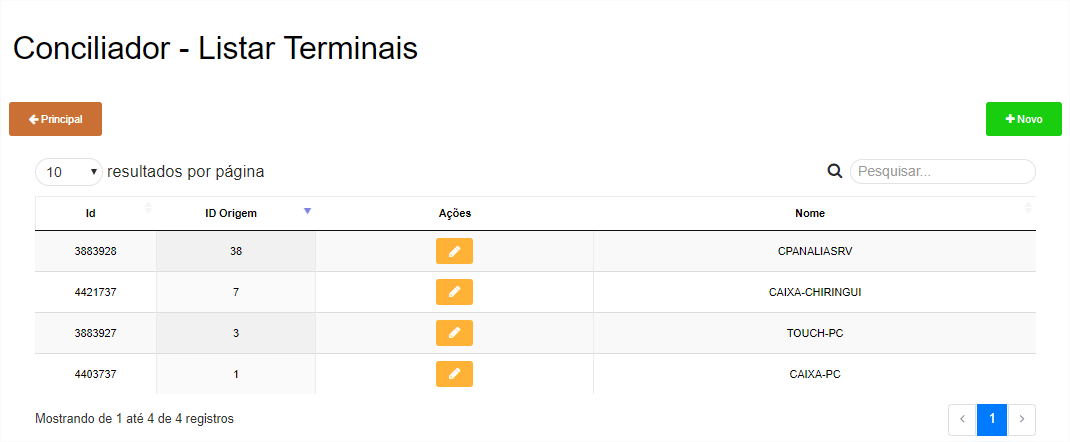 Conciliador - Listar Terminais
Principal
Novo
10 resultados por página
Pesquisar...
Id ID Origem Ações Nome
3883928 38 CPANALIASRV
4421737 7 CAIXA-CHIRINGUI
3883927 3 TOUCH-PC
4403737 1 CAIXA-PC
Mostrando de 1 até 4 de 4 registros
‹ 1 ›